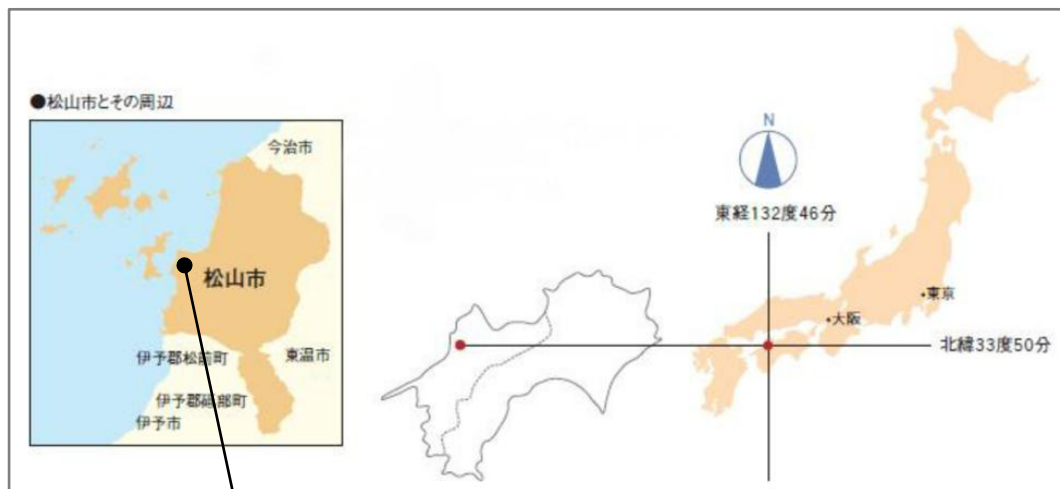 ●松山市とその周辺
今治市
松山市
伊予郡松前町
東温市
伊予郡砥部町
伊予市
N
東経132度46分
東京
大阪
北緯33度50分